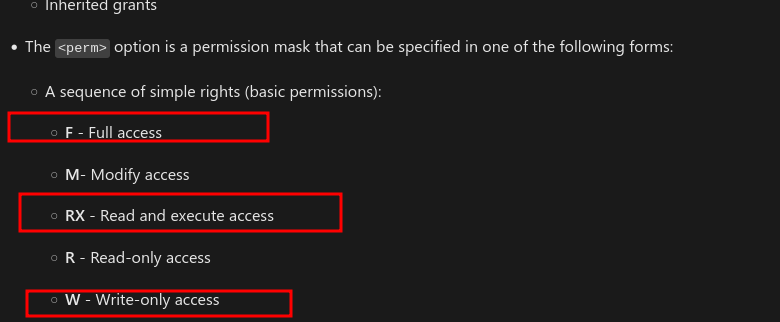 Inherited grants
The <perm> option is a permission mask that can be specified in one of the following forms:
A sequence of simple rights (basic permissions):
F - Full access
M- Modify access
RX - Read and execute access
R - Read-only access
W - Write-only access